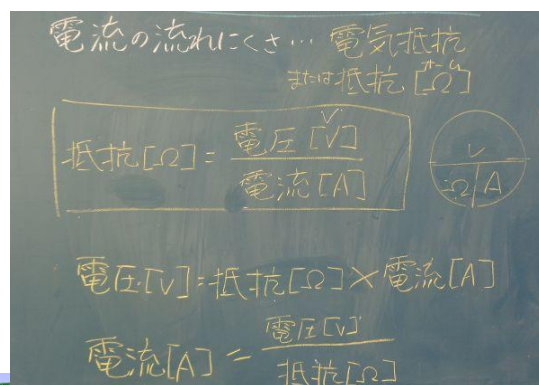 電流の流れにくさ… 電気抵抗
または抵抗[Ω]
オーム
抵抗[Ω]=電圧[V]/電流[A]
V
V
Ω|A
電圧[V]=抵抗[Ω]×電流[A]
電流[A]=電圧[V]/抵抗[Ω]